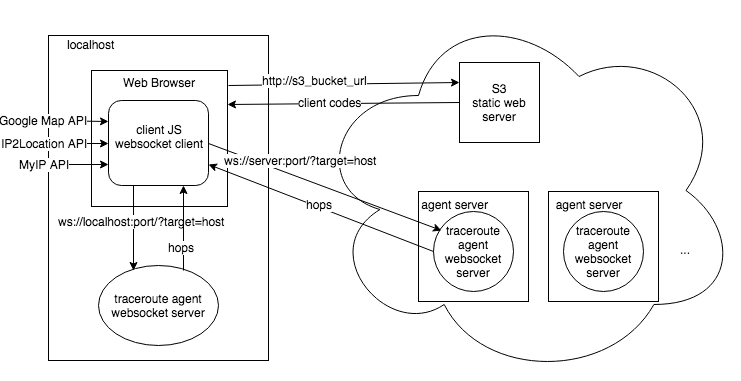 localhost
Web Browser
http://s3_bucket_url
S3
static web
server
client codes
Google Map API
IP2Location API
MyIP API
client JS
websocket client
ws://server:port/?target=host
hops
agent server
traceroute
agent
websocket
server
agent server
traceroute
agent
websocket
server
...
ws://localhost:port/?target=host
hops
traceroute agent
websocket server